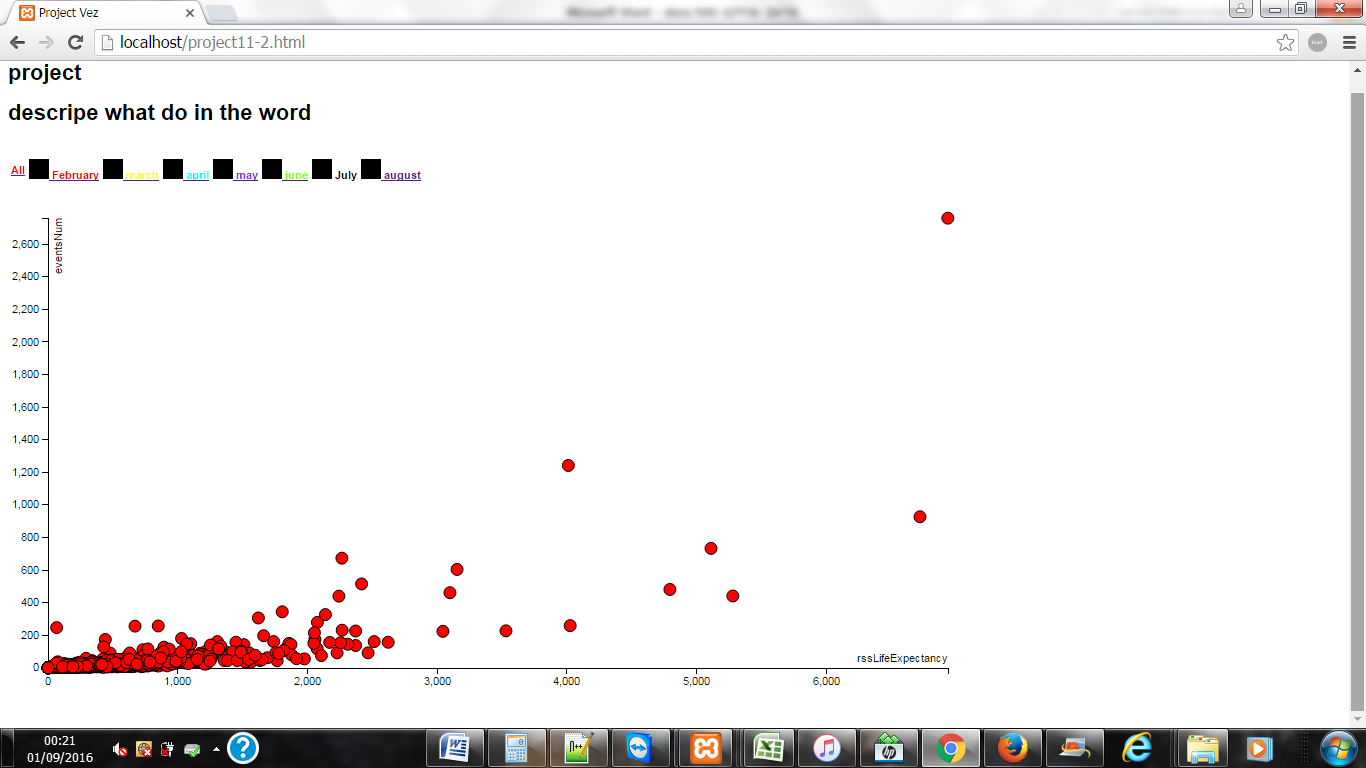 Project Vez
localhost/project11-2.html
project
descripe what do in the word
All February march april may june July august
eventsNum
2,600
2,400
2,200
2,000
1,800
1,600
1,400
1,200
1,000
800
600
400
200
0
rssLifeExpectancy
0 1,000 2,000 3,000 4,000 5,000 6,000
00:21
01/09/2016